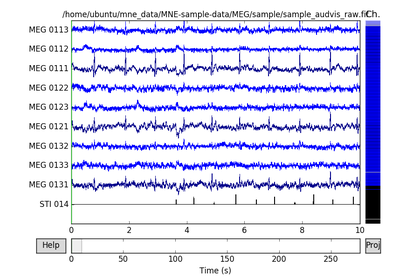 /home/ubuntu/mne_data/MNE-sample-data/MEG/sample/sample_audvis_raw.fif
Ch.
MEG 0113
MEG 0112
MEG 0111
MEG 0122
MEG 0123
MEG 0121
MEG 0132
MEG 0133
MEG 0131
STI 014
0 2 4 6 8 10
Help
Proj
0 50 100 150 200 250
Time (s)